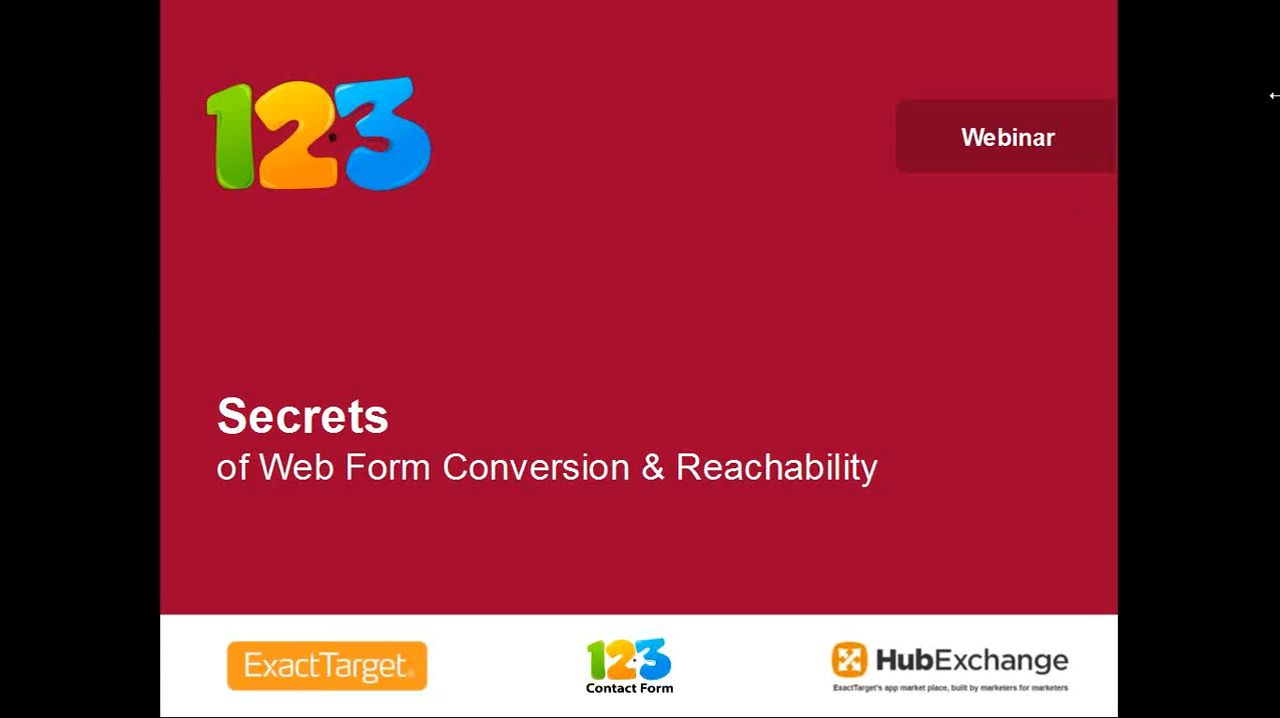 123
Webinar
Secrets
of Web Form Conversion & Reachability
ExactTarget.
123
Contact Form
HubExchange
ExactTarget's app market place, built by marketers for marketers